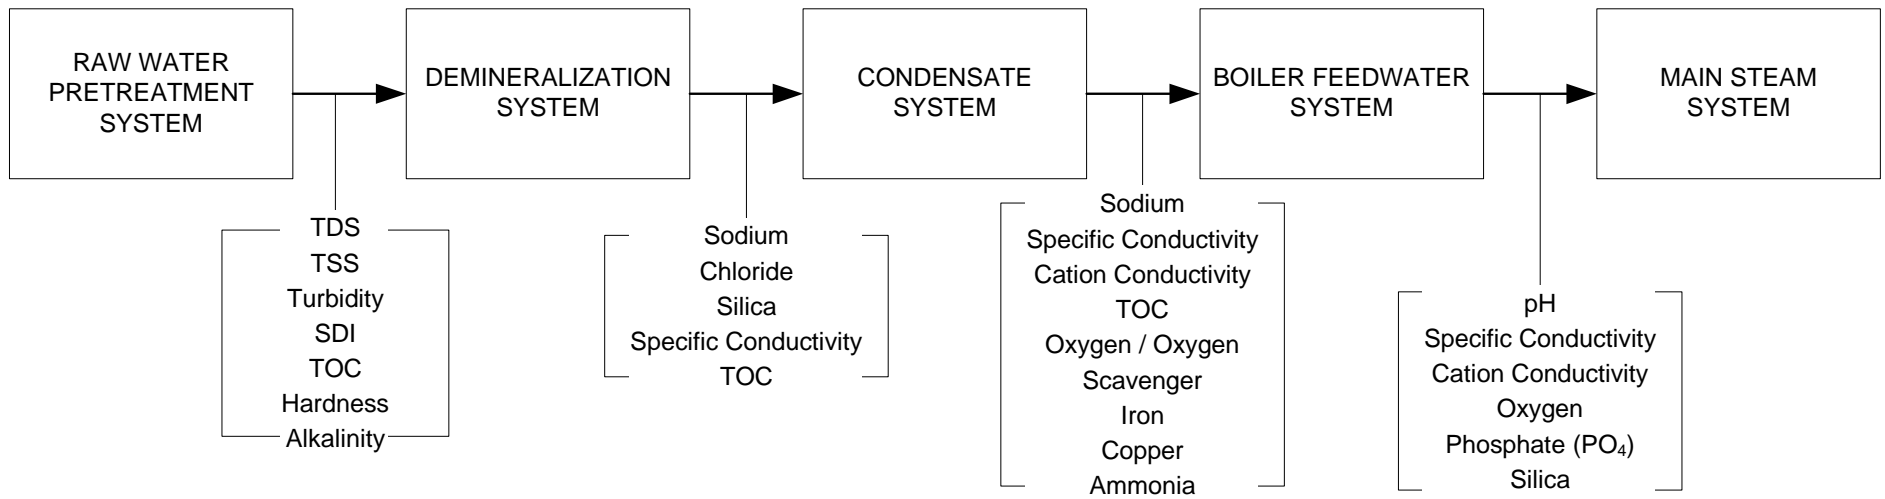 RAW WATER
PRETREATMENT
SYSTEM
DEMINERALIZATION
SYSTEM
CONDENSATE
SYSTEM
BOILER FEEDWATER
SYSTEM
MAIN STEAM
SYSTEM
TDS
TSS
Turbidity
SDI
TOC
Hardness
Alkalinity
Sodium
Chloride
Silica
Specific Conductivity
TOC
Sodium
Specific Conductivity
Cation Conductivity
TOC
Oxygen / Oxygen
Scavenger
Iron
Copper
Ammonia
pH
Specific Conductivity
Cation Conductivity
Oxygen
Phosphate (PO₄)
Silica